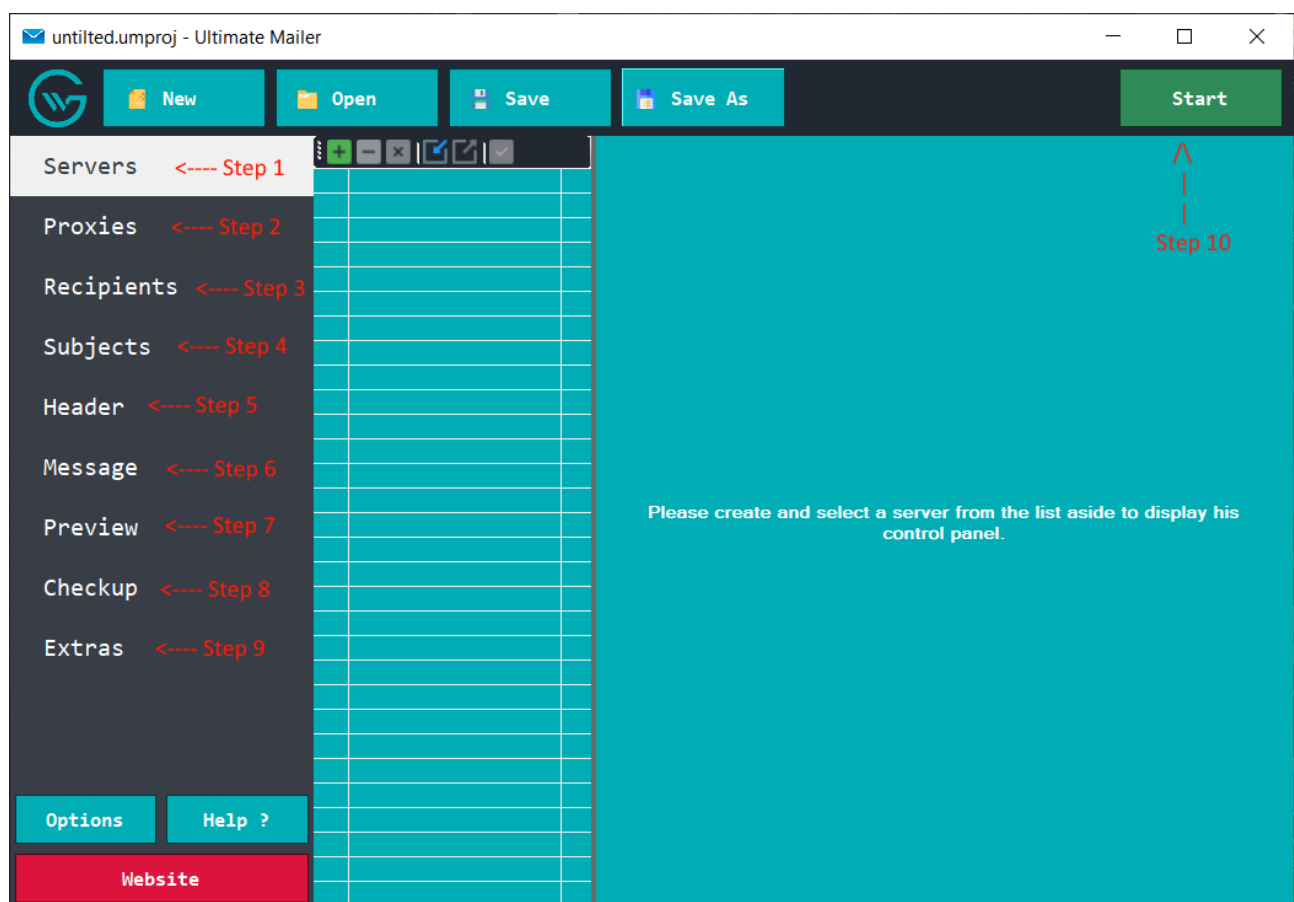 untilted.umproj - Ultimate Mailer
New
Open
Save
Save As
Start
Servers <---- Step 1
Proxies <---- Step 2
Recipients <---- Step 3
Subjects <---- Step 4
Header <---- Step 5
Message <---- Step 6
Preview <---- Step 7
Checkup <---- Step 8
Extras <---- Step 9
Step 10
Please create and select a server from the list aside to display his
control panel.
Options
Help ?
Website